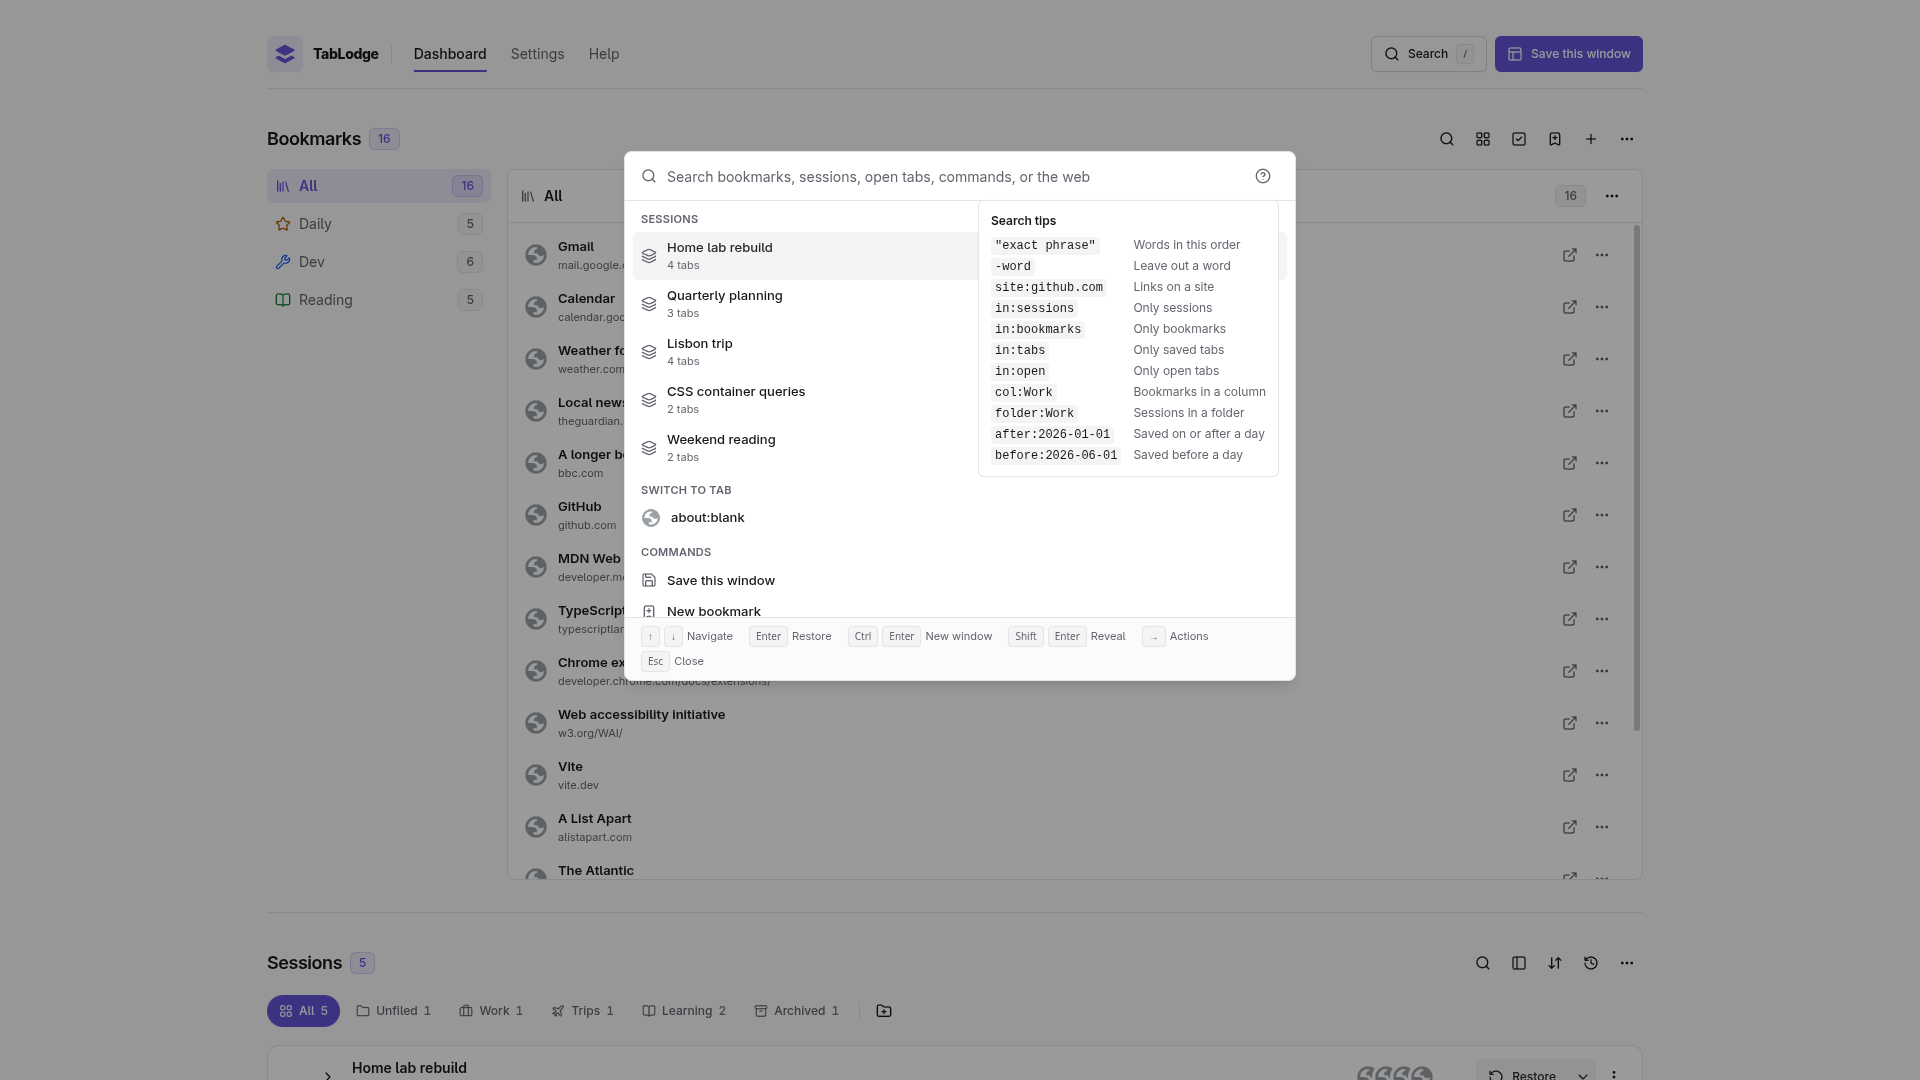 TabLodge
Dashboard
Settings
Help
Search /
Save this window
Bookmarks 16
All 16
Daily 5
Dev 6
Reading 5
All 16
Gmail
mail.google.c
Calendar
calendar.goo
Weather fo
weather.com
Local news
theguardian.
A longer b
bbc.com
GitHub
github.com
MDN Web
developer.m
TypeScript
typescriptlan
Chrome ex
developer.chrome.com/docs/extensions/
Web accessibility initiative
w3.org/WAI/
Vite
vite.dev
A List Apart
alistapart.com
The Atlantic
Search bookmarks, sessions, open tabs, commands, or the web
SESSIONS
Home lab rebuild
4 tabs
Quarterly planning
3 tabs
Lisbon trip
4 tabs
CSS container queries
2 tabs
Weekend reading
2 tabs
SWITCH TO TAB
about:blank
COMMANDS
Save this window
New bookmark
Search tips
"exact phrase" Words in this order
-word Leave out a word
site:github.com Links on a site
in:sessions Only sessions
in:bookmarks Only bookmarks
in:tabs Only saved tabs
in:open Only open tabs
col:Work Bookmarks in a column
folder:Work Sessions in a folder
after:2026-01-01 Saved on or after a day
before:2026-06-01 Saved before a day
↑ ↓ Navigate Enter Restore Ctrl Enter New window Shift Enter Reveal → Actions
Esc Close
Sessions 5
All 5 Unfiled 1 Work 1 Trips 1 Learning 2 Archived 1
Home lab rebuild
Restore